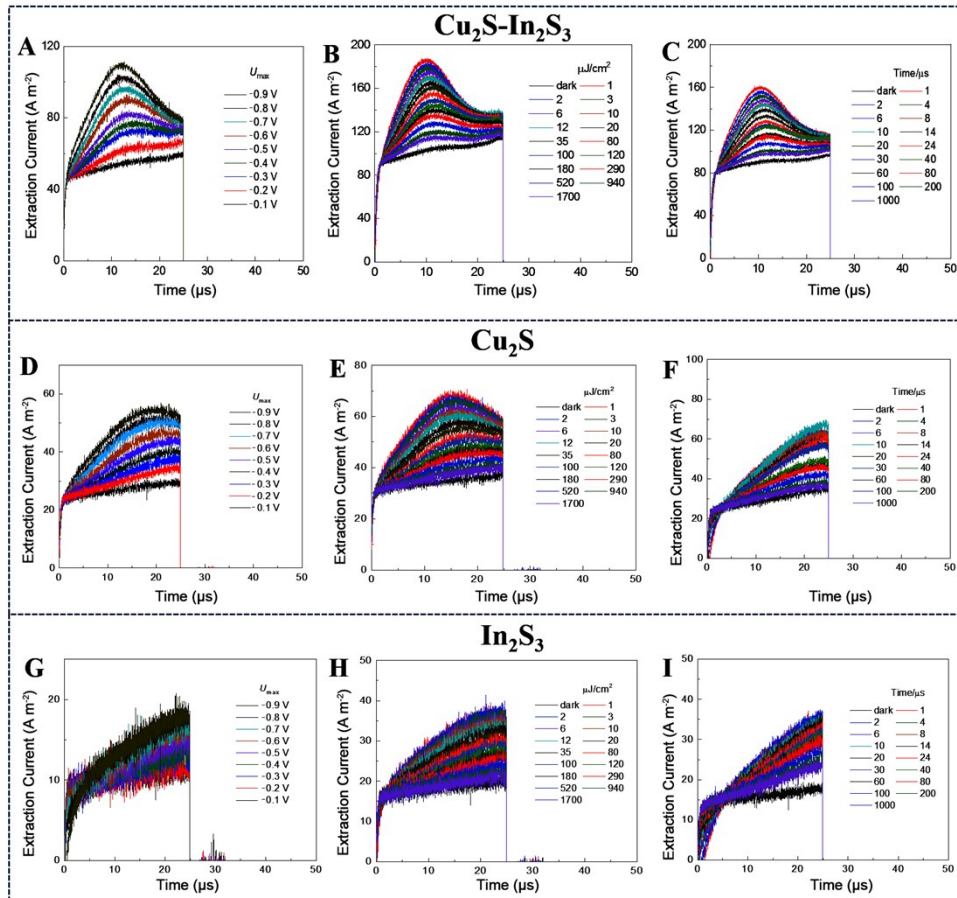 Cu₂S-In₂S₃
A
Extraction Current (A m⁻²)
120
80
40
0
0 10 20 30 40 50
Time (µs)
Umax
-0.9 V
-0.8 V
-0.7 V
-0.6 V
-0.5 V
-0.4 V
-0.3 V
-0.2 V
-0.1 V
B
Extraction Current (A m⁻²)
200
160
120
80
40
0
0 10 20 30 40 50
Time (µs)
µJ/cm²
dark 1
2 3
6 10
12 20
35 80
100 120
180 290
520 940
1700
C
Extraction Current (A m⁻²)
200
160
120
80
40
0
0 10 20 30 40 50
Time (µs)
Time/µs
dark 1
2 4
6 8
10 14
20 24
30 40
60 80
100 200
1000
Cu₂S
D
Extraction Current (A m⁻²)
60
40
20
0
0 10 20 30 40 50
Time (µs)
Umax
-0.9 V
-0.8 V
-0.7 V
-0.6 V
-0.5 V
-0.4 V
-0.3 V
-0.2 V
-0.1 V
E
Extraction Current (A m⁻²)
80
60
40
20
0
0 10 20 30 40 50
Time (µs)
µJ/cm²
dark 1
2 3
6 10
12 20
35 80
100 120
180 290
520 940
1700
F
Extraction Current (A m⁻²)
100
80
60
40
20
0
0 10 20 30 40 50
Time (µs)
Time/µs
dark 1
2 4
6 8
10 14
20 24
30 40
60 80
100 200
1000
In₂S₃
G
Extraction Current (A m⁻²)
20
10
0
0 10 20 30 40 50
Time (µs)
Umax
-0.9 V
-0.8 V
-0.7 V
-0.6 V
-0.5 V
-0.4 V
-0.3 V
-0.2 V
-0.1 V
H
Extraction Current (A m⁻²)
50
40
30
20
10
0
0 10 20 30 40 50
Time (µs)
µJ/cm²
dark 1
2 3
6 10
12 20
35 80
100 120
180 290
520 940
1700
I
Extraction Current (A m⁻²)
50
40
30
20
10
0
0 10 20 30 40 50
Time (µs)
Time/µs
dark 1
2 4
6 8
10 14
20 24
30 40
60 80
100 200
1000